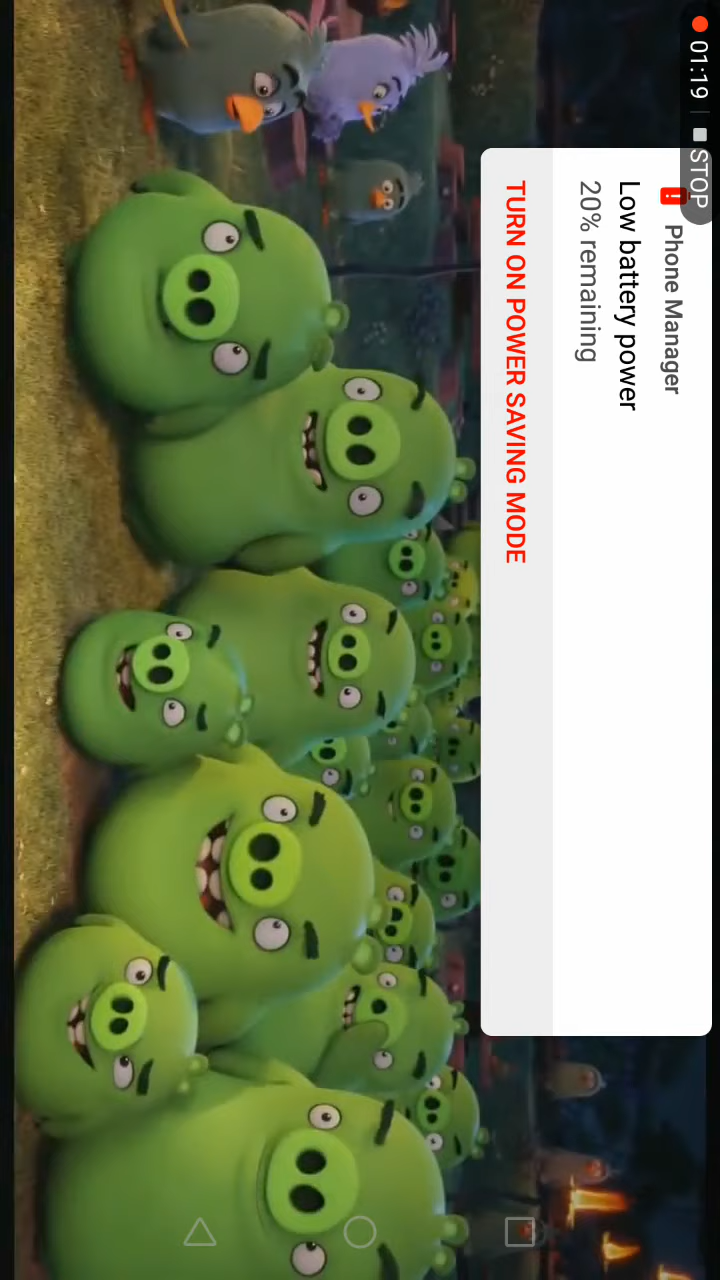 01:19 STOP
Phone Manager
Low battery power
20% remaining
TURN ON POWER SAVING MODE